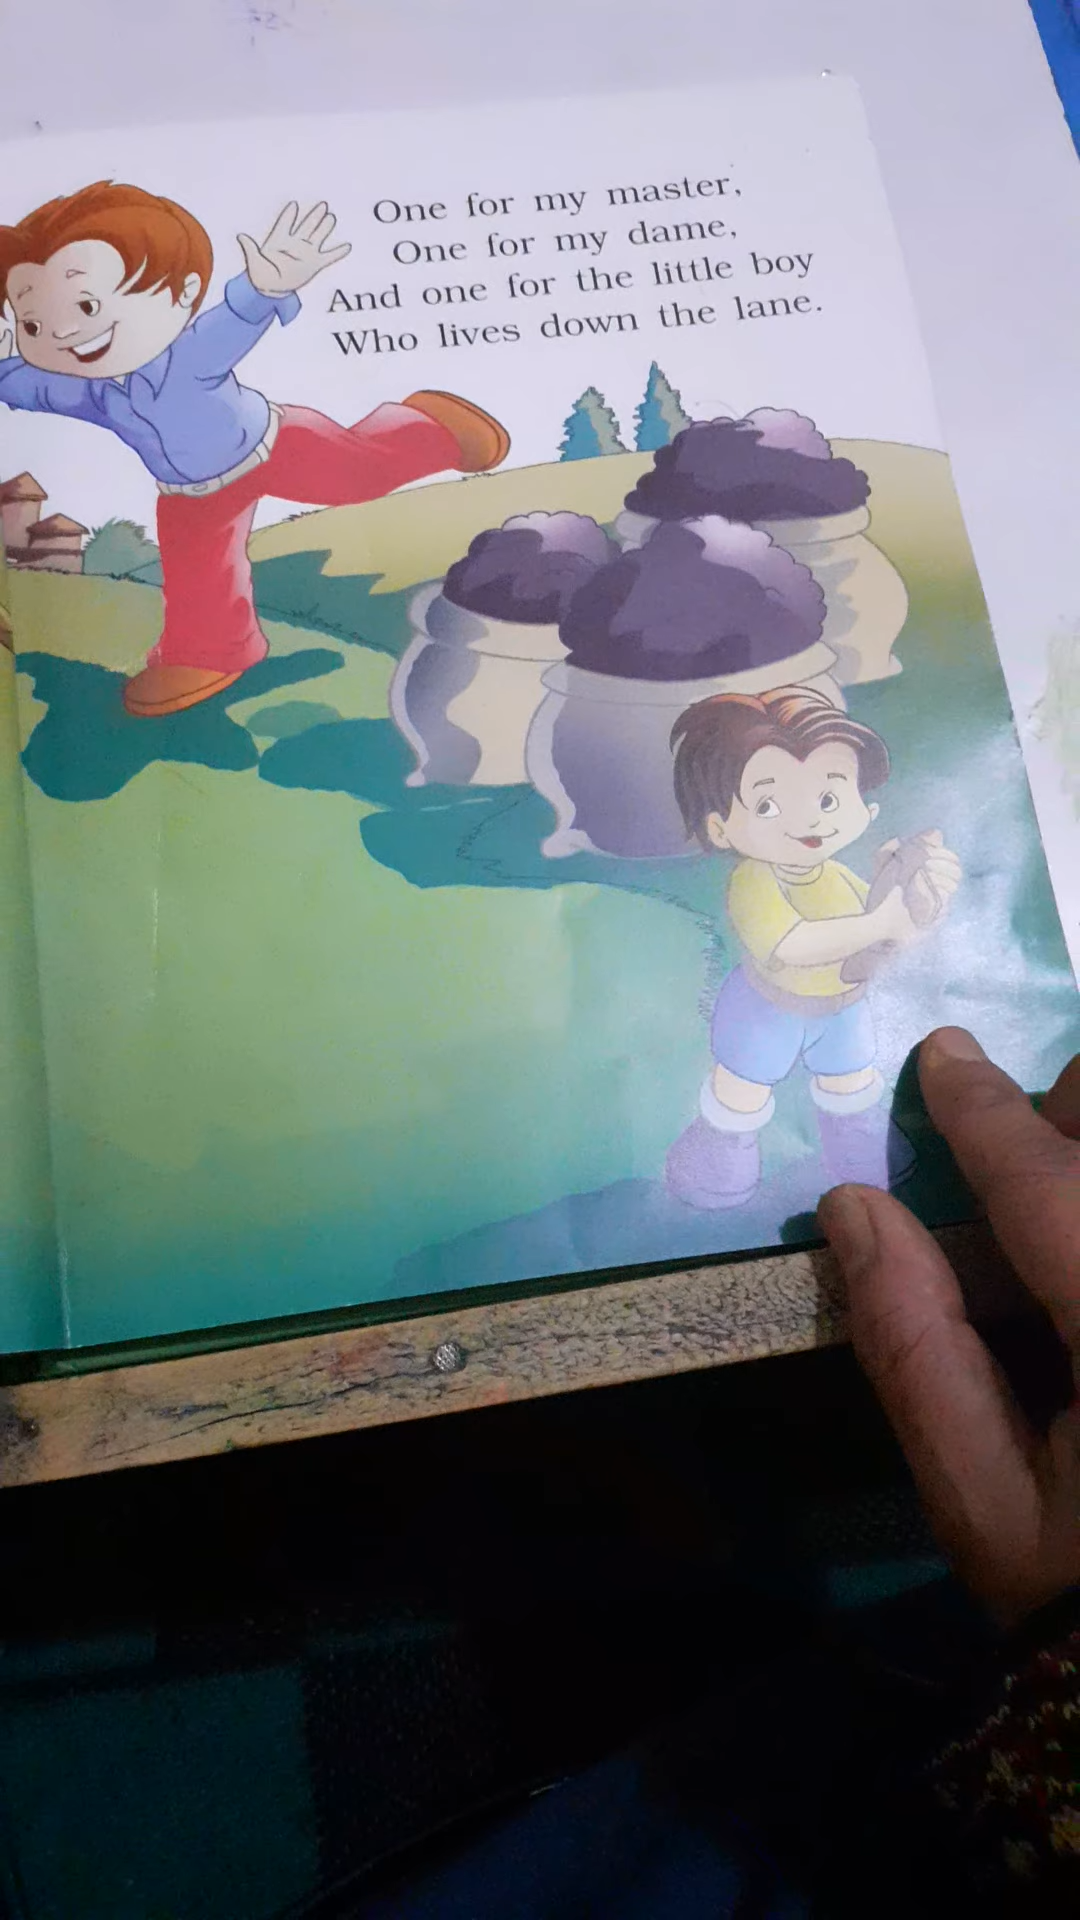 One for my master,
One for my dame,
And one for the little boy
Who lives down the lane.